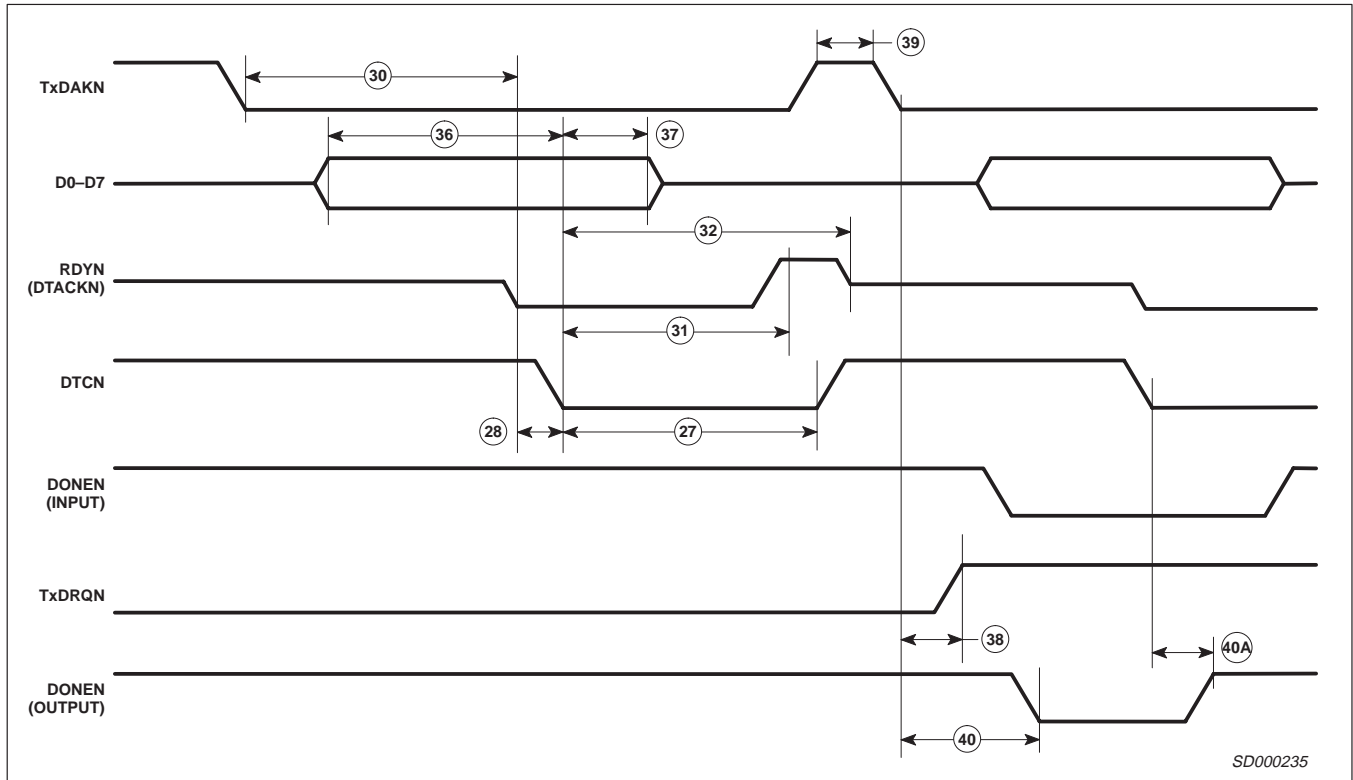 39
TxDAKN
30
36
37
D0–D7
32
RDYN
(DTACKN)
31
DTCN
28
27
DONEN
(INPUT)
TxDRQN
38
40A
DONEN
(OUTPUT)
40
SD000235